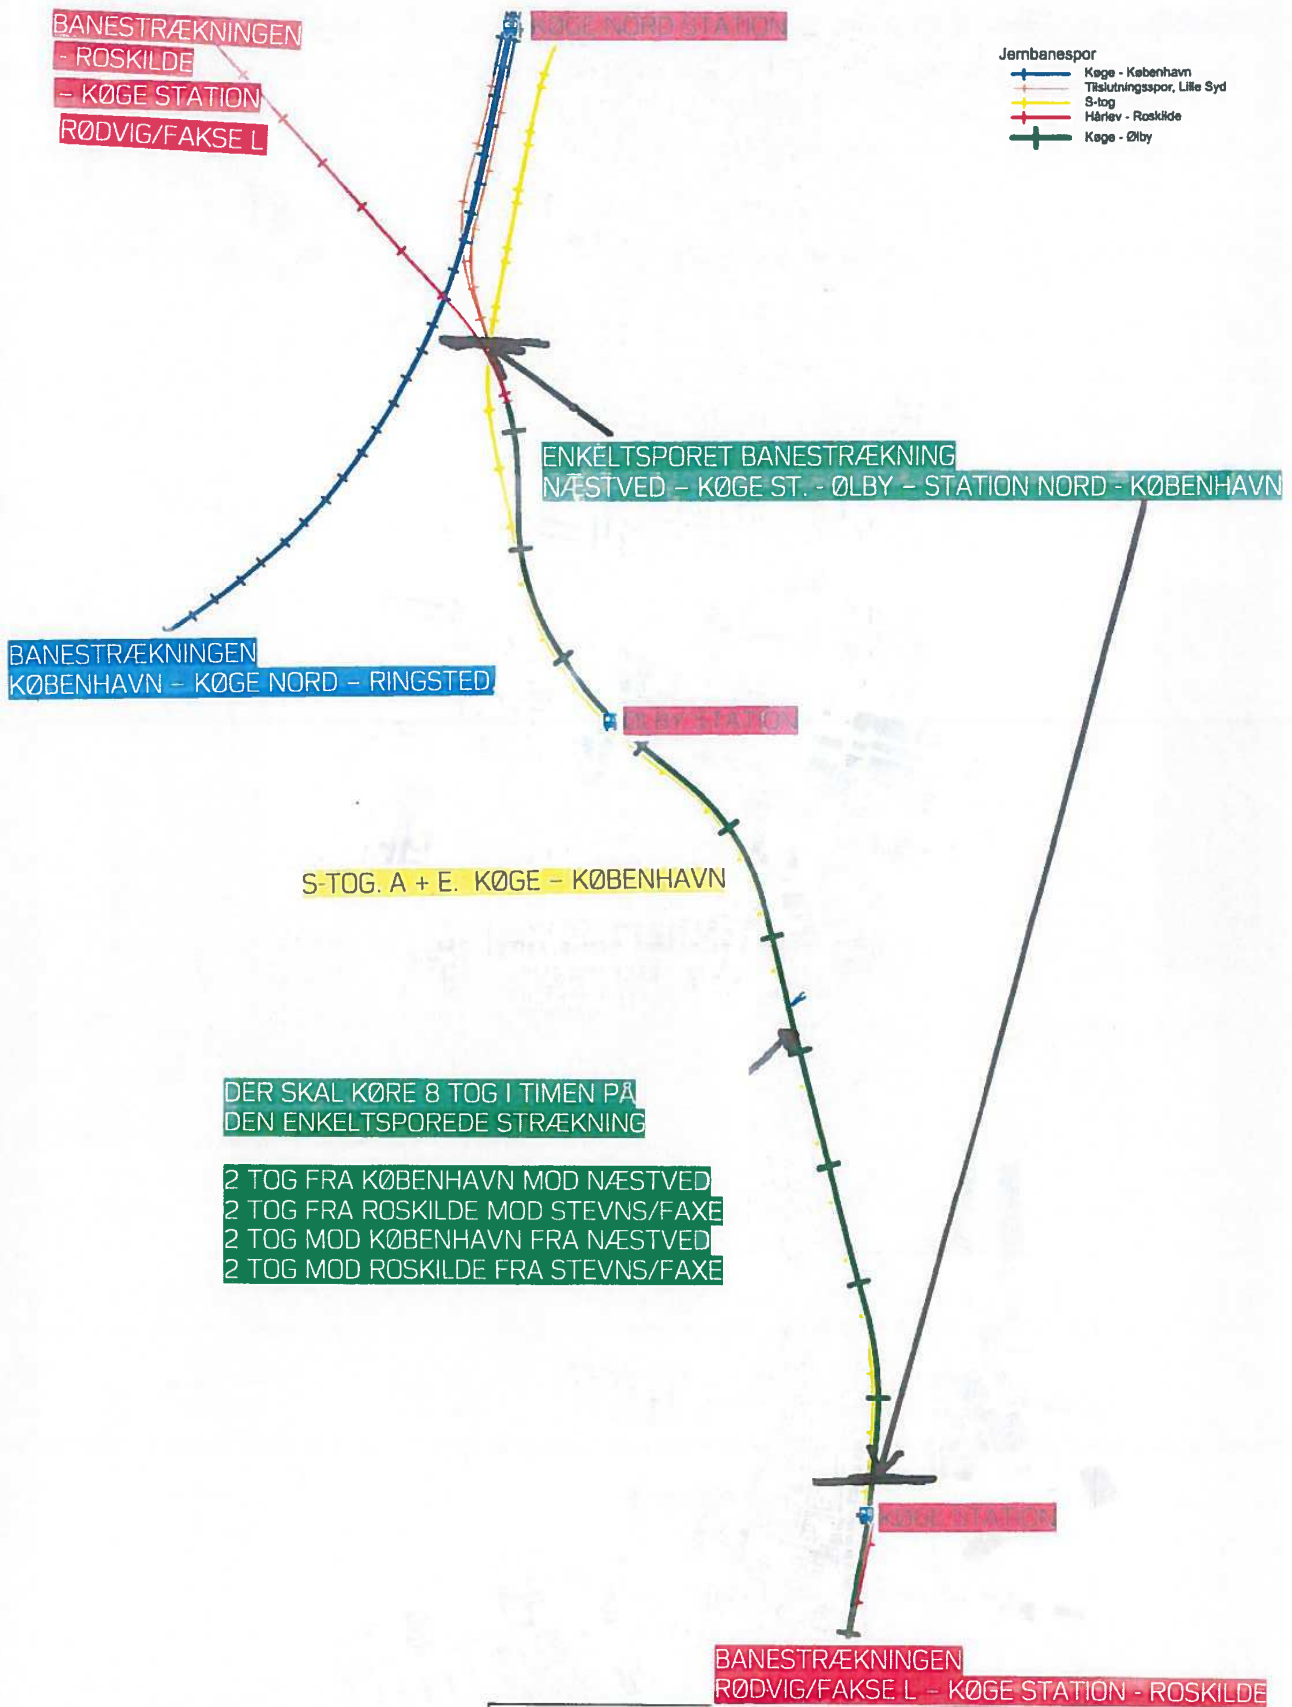 BANESTRÆKNINGEN
- ROSKILDE
- KØGE STATION
RØDVIG/FAKSE L
KØGE NORD STATION
Jernbanespor
Køge - København
Tilslutningsspor, Lille Syd
S-tog
Hårlev - Roskilde
Køge - Ølby
ENKELTSPORET BANESTRÆKNING
NÆSTVED – KØGE ST. - ØLBY – STATION NORD - KØBENHAVN
BANESTRÆKNINGEN
KØBENHAVN – KØGE NORD – RINGSTED
ØLBY STATION
S-TOG. A + E. KØGE – KØBENHAVN
DER SKAL KØRE 8 TOG I TIMEN PÅ
DEN ENKELTSPOREDE STRÆKNING
2 TOG FRA KØBENHAVN MOD NÆSTVED
2 TOG FRA ROSKILDE MOD STEVNS/FAXE
2 TOG MOD KØBENHAVN FRA NÆSTVED
2 TOG MOD ROSKILDE FRA STEVNS/FAXE
KØGE STATION
BANESTRÆKNINGEN
RØDVIG/FAKSE L – KØGE STATION - ROSKILDE